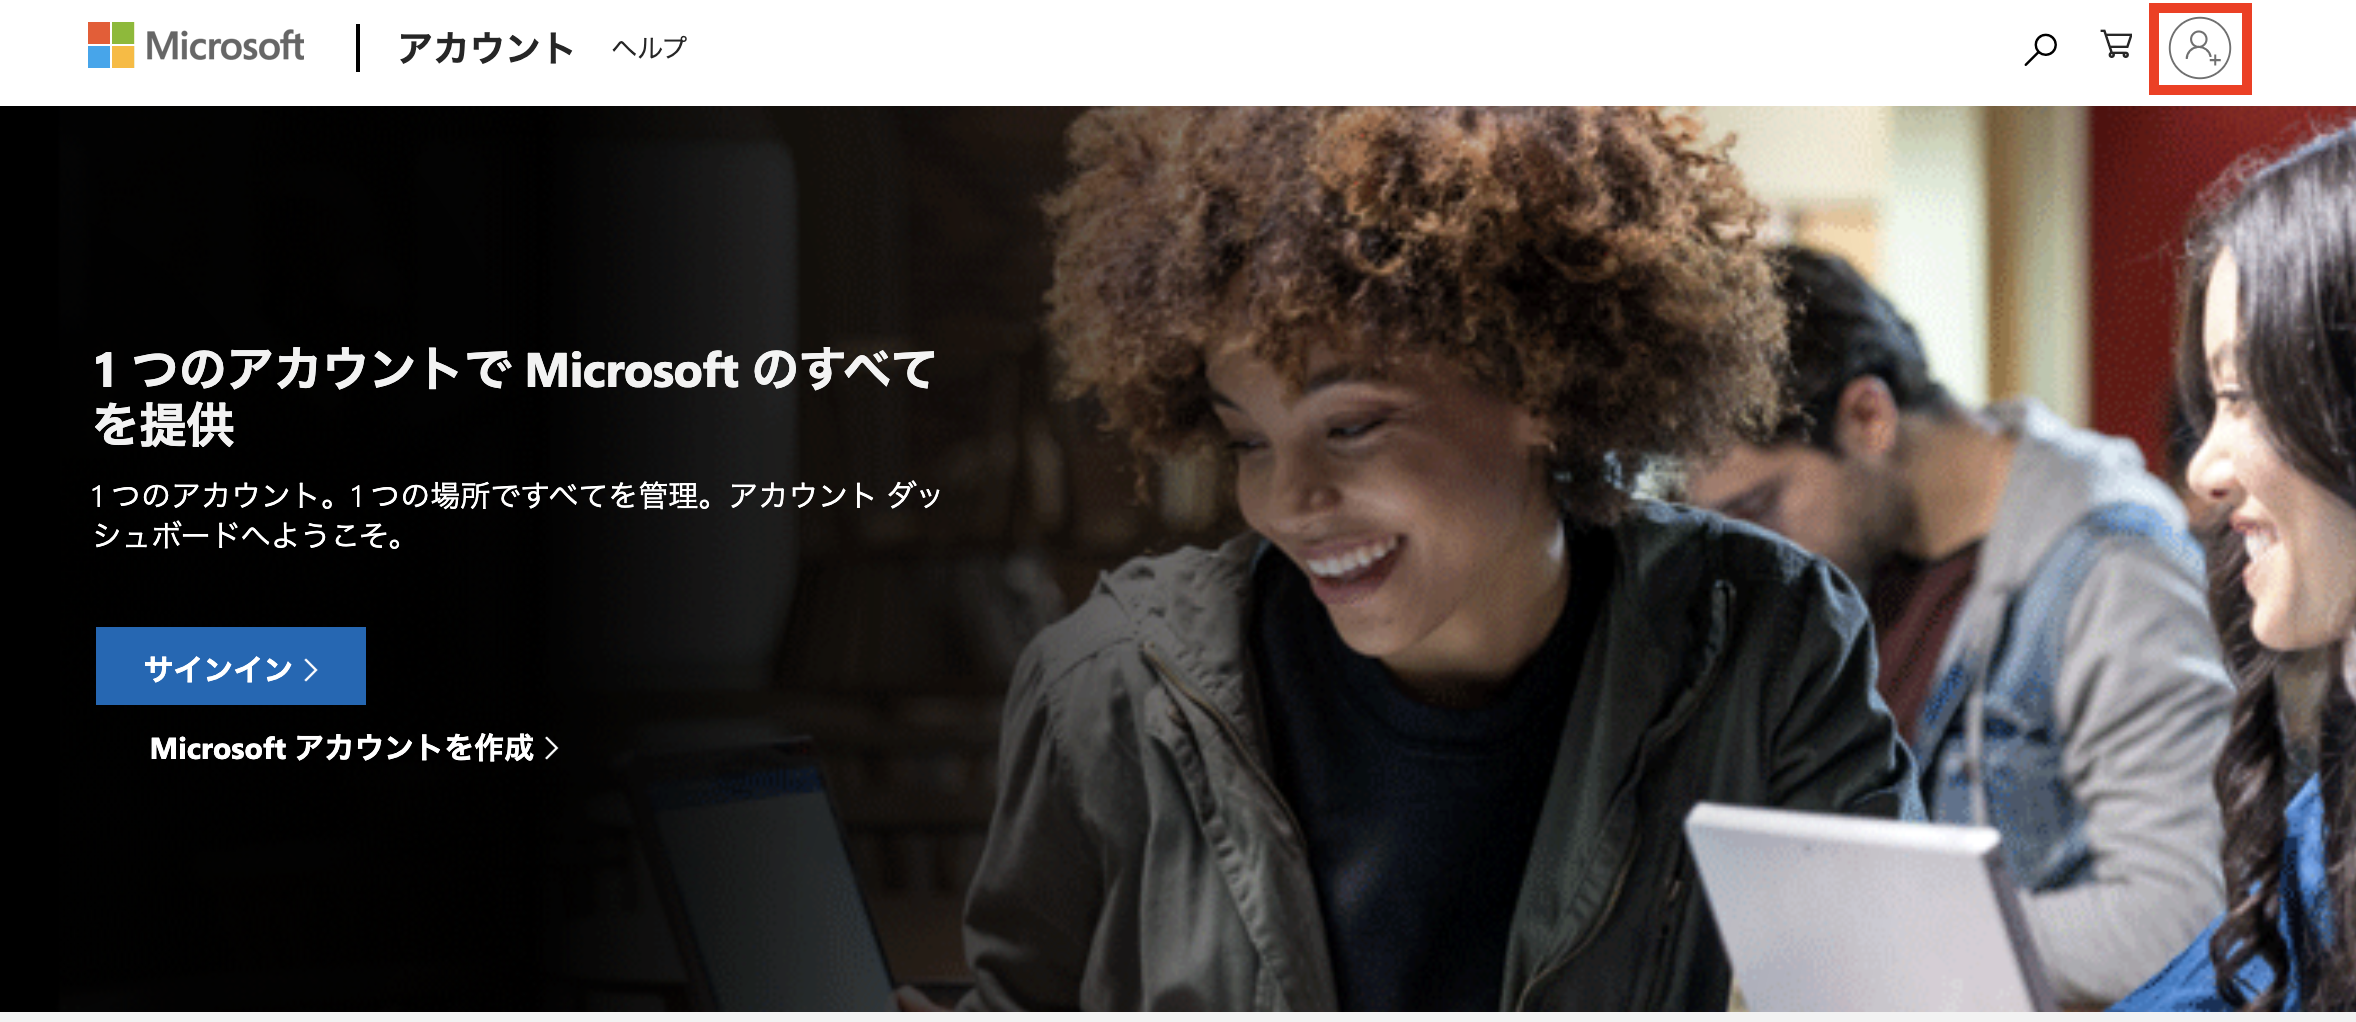 Microsoft アカウント ヘルプ
1 つのアカウントで Microsoft のすべて
を提供
1 つのアカウント。1 つの場所ですべてを管理。アカウント ダッ
シュボードへようこそ。
サインイン
Microsoft アカウントを作成